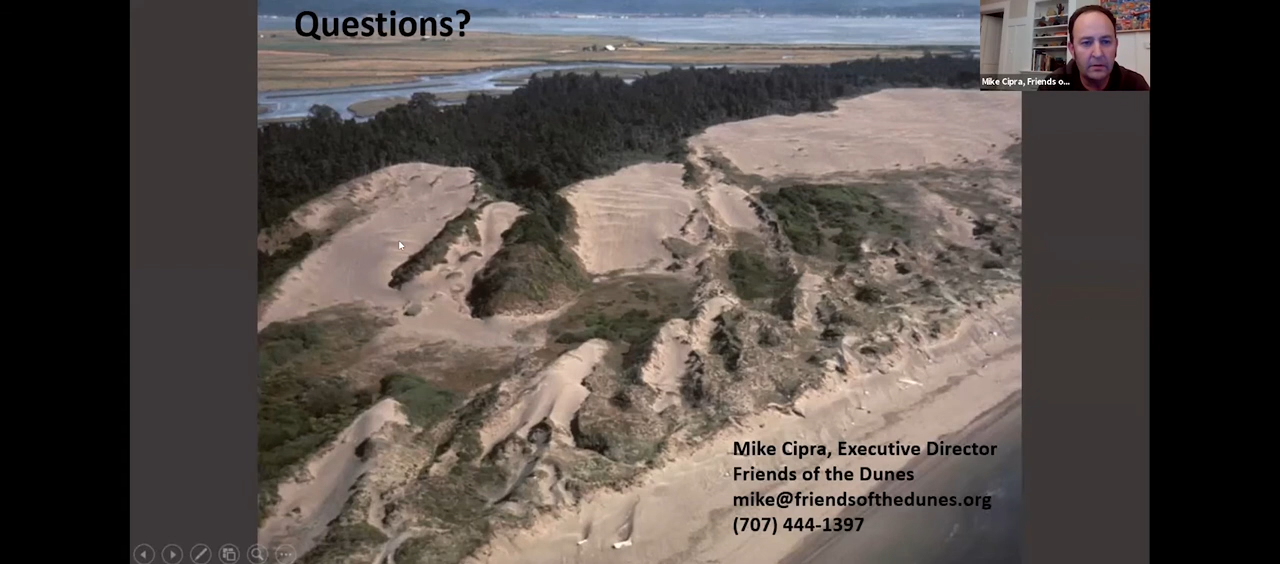 Questions?
Mike Cipra, Friends o...
Mike Cipra, Executive Director
Friends of the Dunes
mike@friendsofthedunes.org
(707) 444-1397